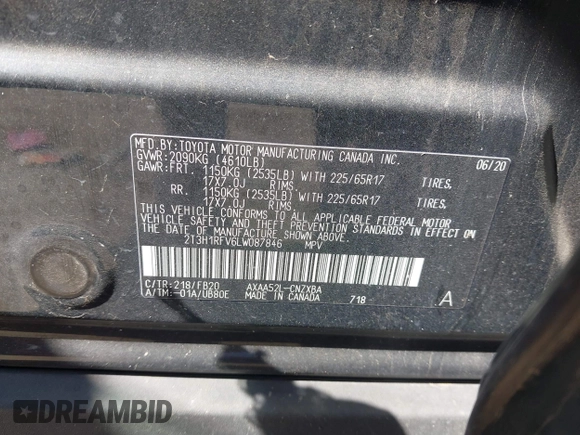 MFD.BY:TOYOTA MOTOR MANUFACTURING CANADA INC.
GVWR:2090KG (4610LB) 06/20
GAWR:FRT. 1150KG (2535LB) WITH 225/65R17 TIRES.
17X7.0J RIMS.
RR. 1150KG (2535LB) WITH 225/65R17 TIRES.
17X7.0J RIMS.
THIS VEHICLE CONFORMS TO ALL APPLICABLE FEDERAL MOTOR
VEHICLE SAFETY AND THEFT PREVENTION STANDARDS IN EFFECT ON
THE DATE OF MANUFACTURE SHOWN ABOVE.
2T3H1RFV6LW087846 MPV
C/TR:218/FB20 AXAA52L-CNZXBA
A/TM:-01A/UB80E MADE IN CANADA 718 A
DREAMBID